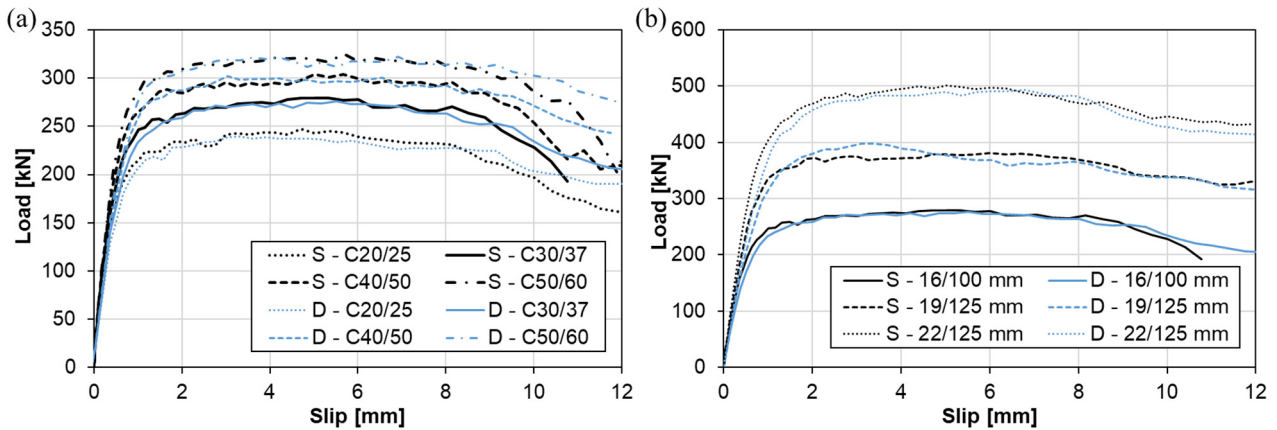 (a)
350
300
250
200
150
100
50
0
Load [kN]
S - C20/25 S - C30/37
S - C40/50 S - C50/60
D - C20/25 D - C30/37
D - C40/50 D - C50/60
0 2 4 6 8 10 12
Slip [mm]
(b)
600
500
400
300
200
100
0
Load [kN]
S - 16/100 mm D - 16/100 mm
S - 19/125 mm D - 19/125 mm
S - 22/125 mm D - 22/125 mm
0 2 4 6 8 10 12
Slip [mm]